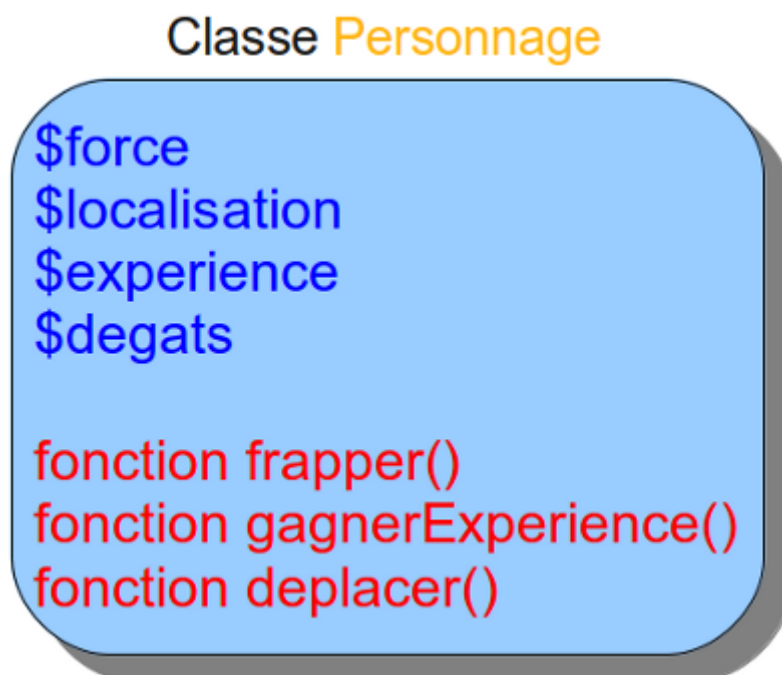 Classe Personnage
$force
$localisation
$experience
$degats
fonction frapper()
fonction gagnerExperience()
fonction deplacer()